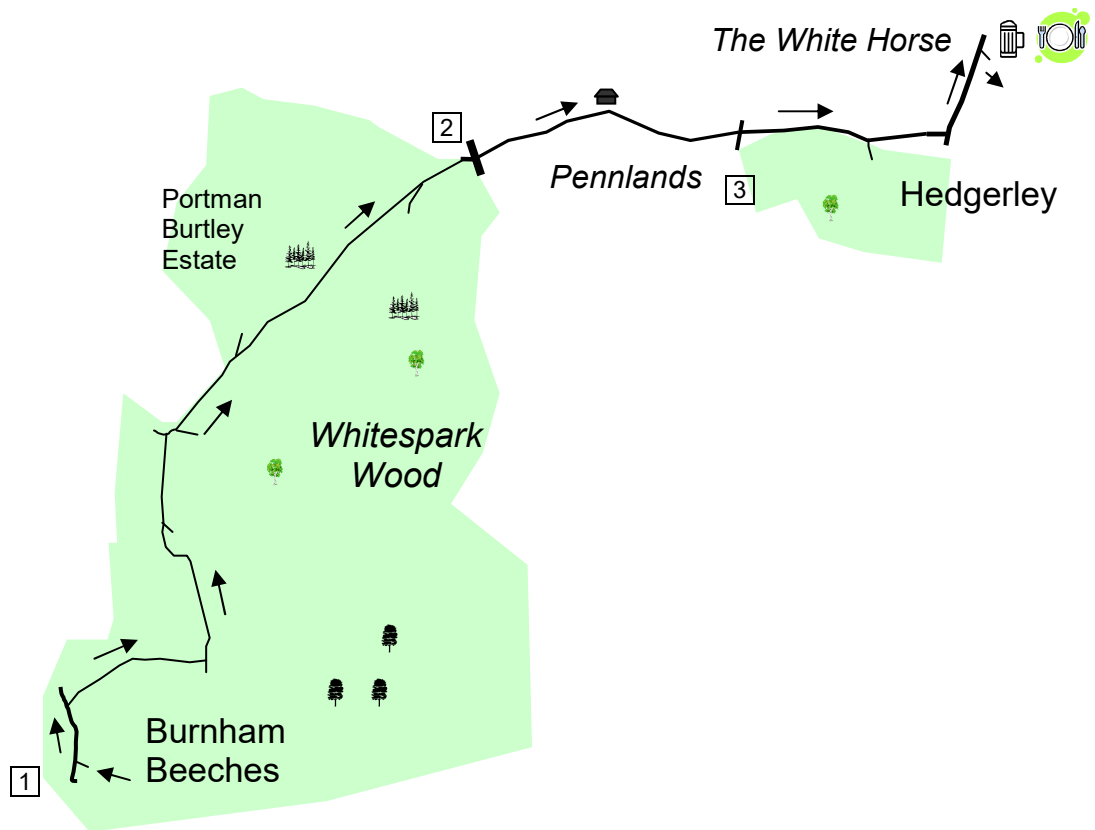 The White Horse
2
Pennlands
3
Hedgerley
Portman
Burtley
Estate
Whitespark
Wood
Burnham
Beeches
1